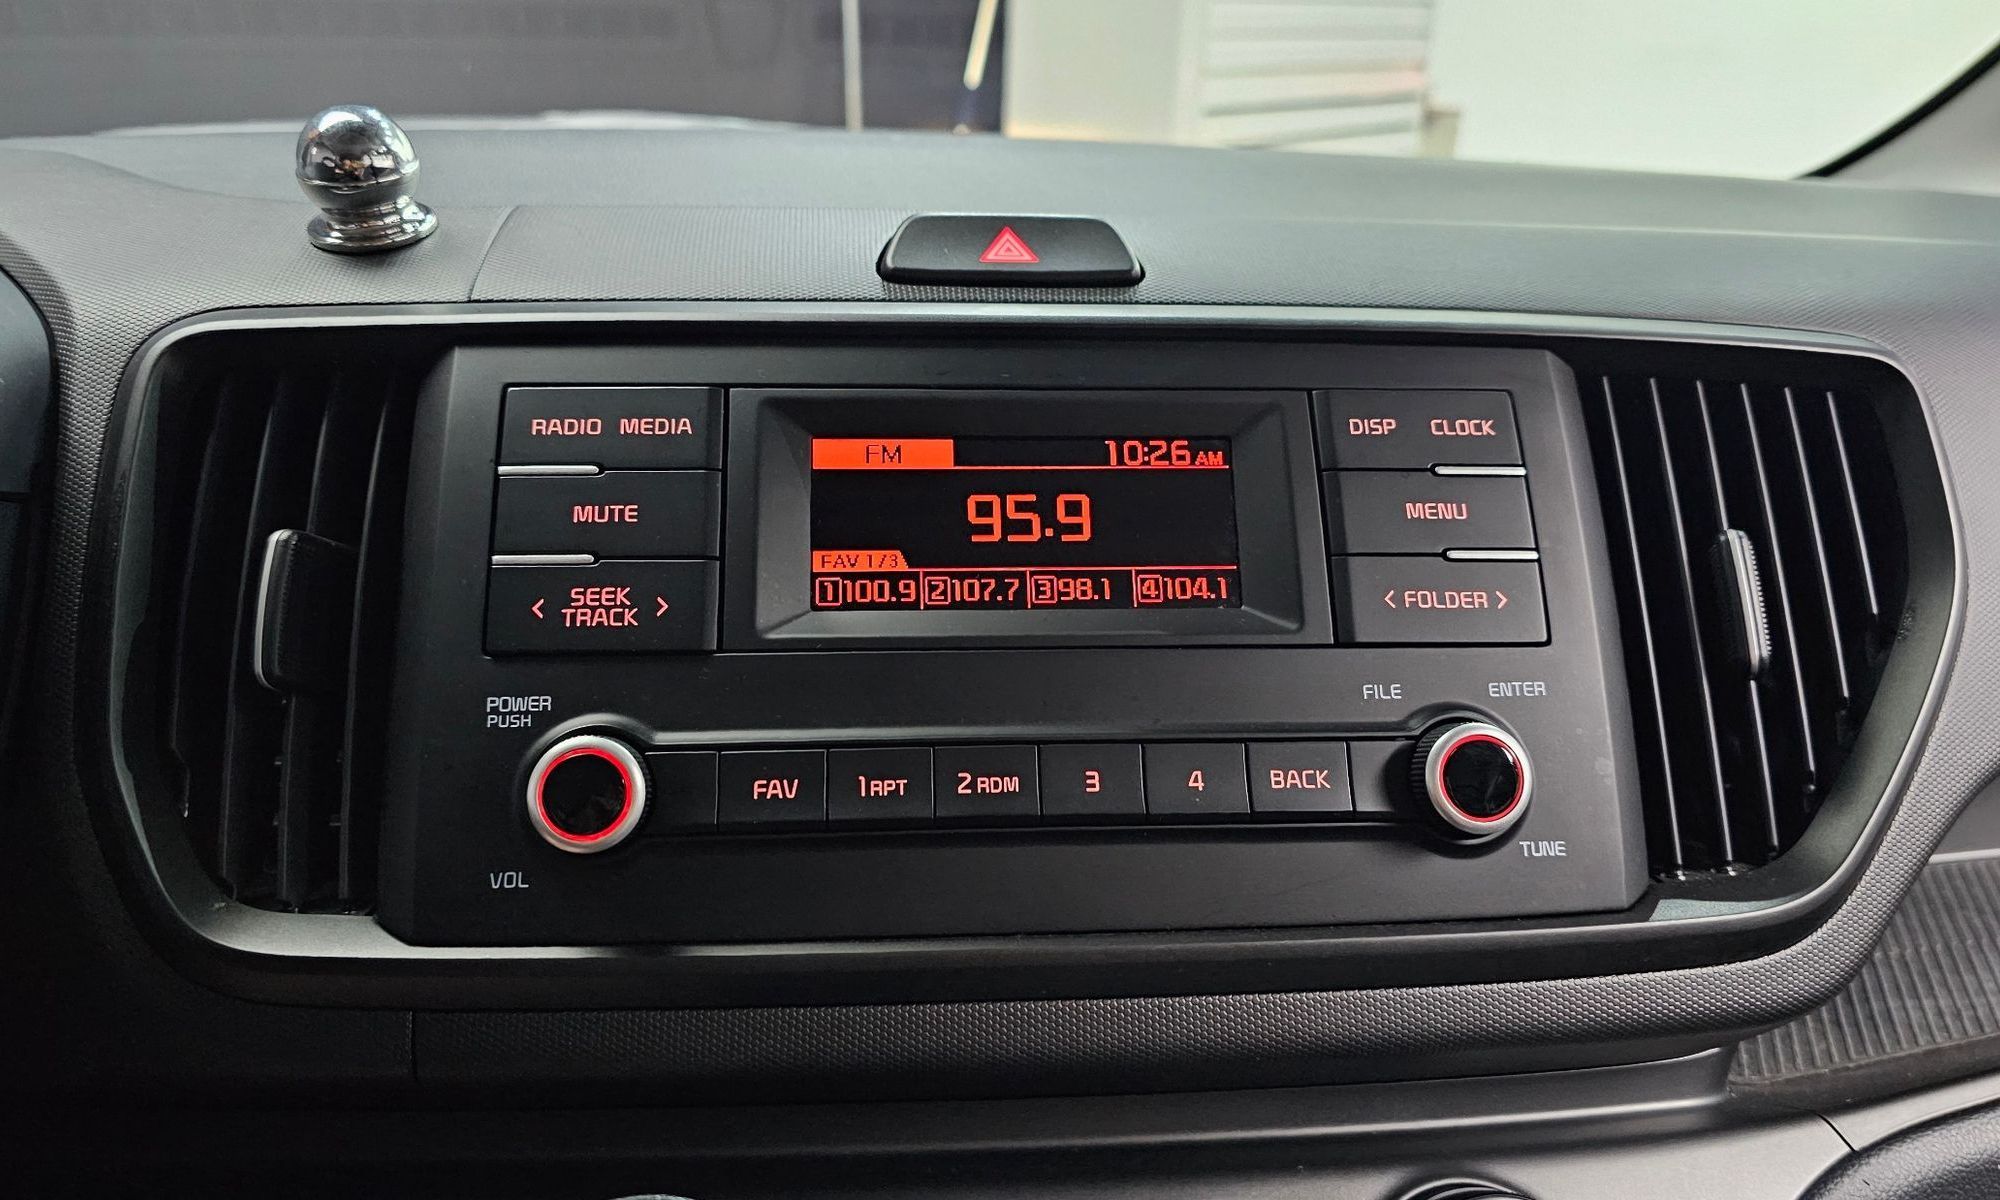 RADIO MEDIA
MUTE
< SEEK TRACK >
FM 10:26 AM
95.9
FAV 1/3
1 100.9 2 107.7 3 98.1 4 104.1
DISP CLOCK
MENU
< FOLDER >
POWER
PUSH
VOL
FAV 1 RPT 2 RDM 3 4 BACK
FILE ENTER
TUNE